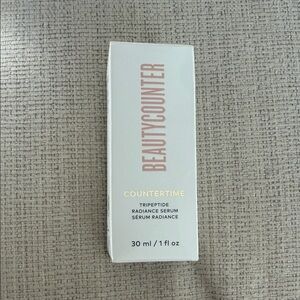 BEAUTYCOUNTER
COUNTERTIME
TRIPEPTIDE
RADIANCE SERUM
SÉRUM RADIANCE
30 ml / 1 fl oz